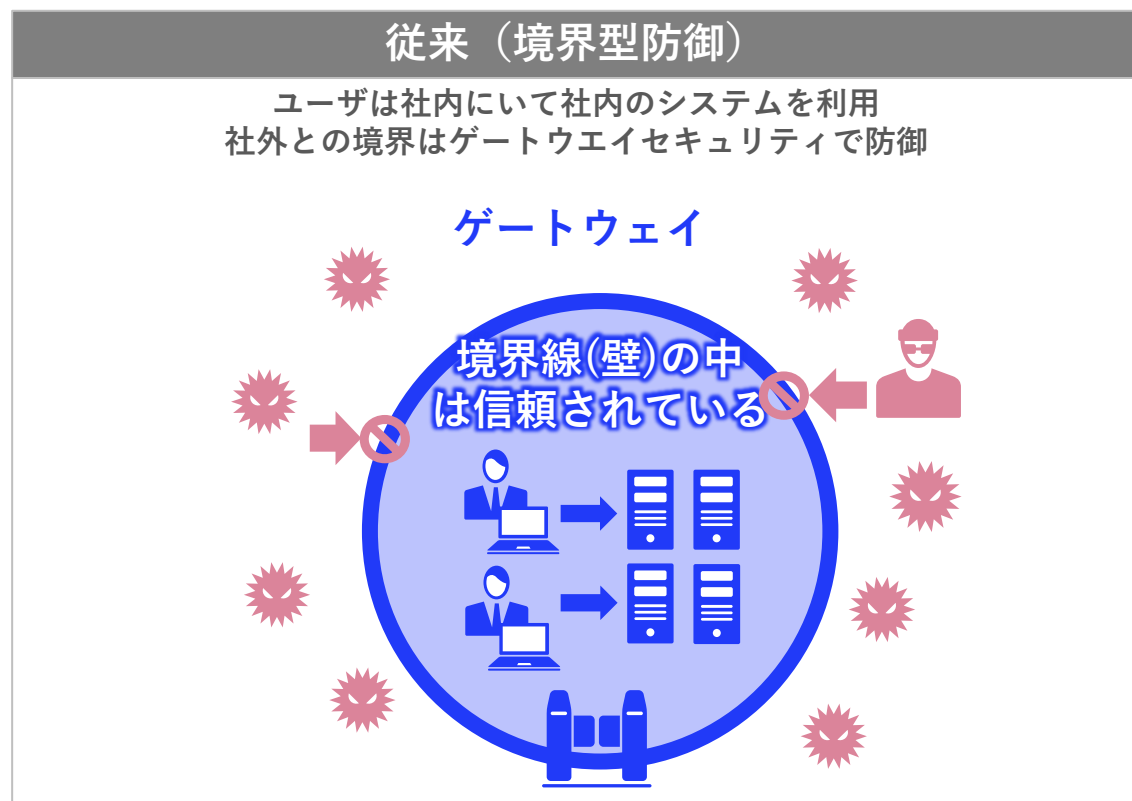 従来（境界型防御）
ユーザは社内にいて社内のシステムを利用
社外との境界はゲートウエイセキュリティで防御
ゲートウェイ
境界線(壁)の中
は信頼されている